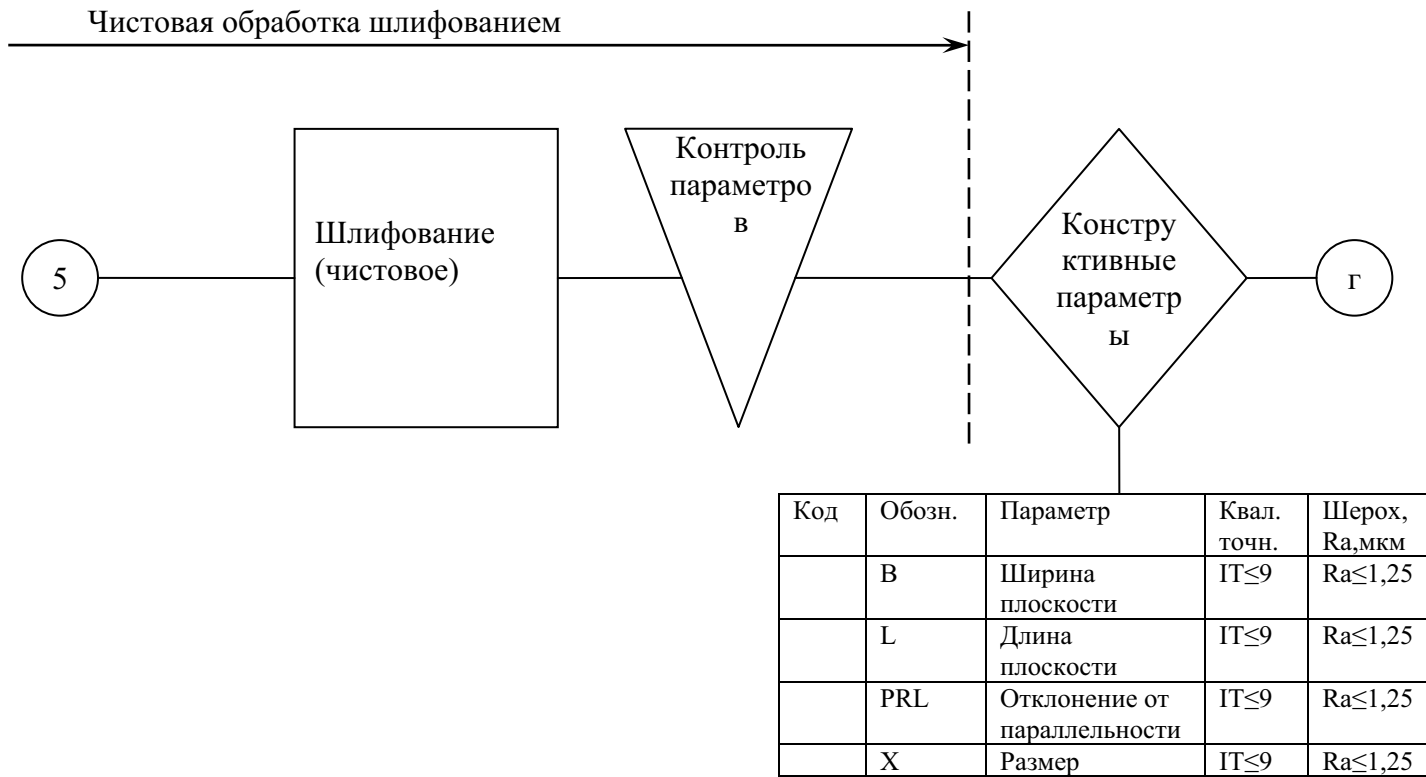 Чистовая обработка шлифованием
5
Шлифование
(чистовое)
Контроль
параметро
в
Констру
ктивные
параметр
ы
г
Код Обозн. Параметр Квал. Шерох,
точн. Ra,мкм
B Ширина IT≤9 Ra≤1,25
плоскости
L Длина IT≤9 Ra≤1,25
плоскости
PRL Отклонение от IT≤9 Ra≤1,25
параллельности
X Размер IT≤9 Ra≤1,25